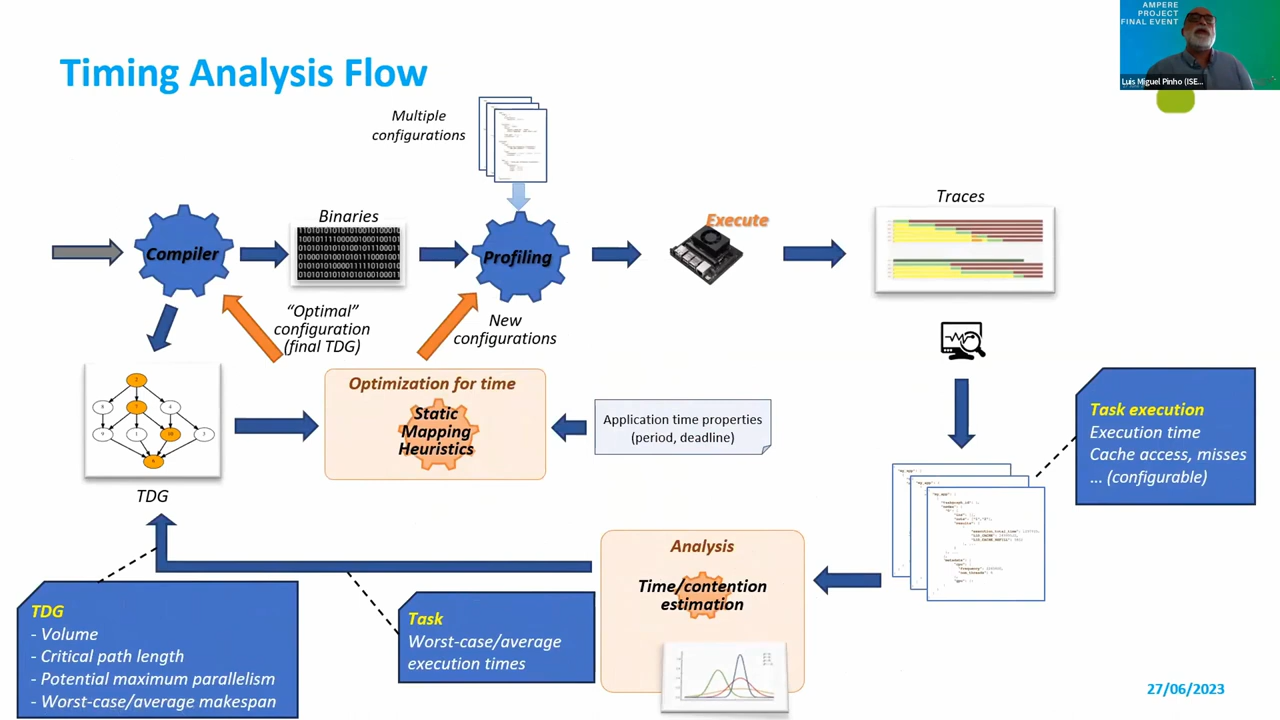 AMPERE
PROJECT
FINAL EVENT
Luis Miguel Pinho (ISE...
Timing Analysis Flow
Multiple
configurations
Compiler
Binaries
Profiling
Execute
Traces
"Optimal"
configuration
(final TDG)
New
configurations
Optimization for time
Static
Mapping
Heuristics
Application time properties
(period, deadline)
TDG
Task execution
Execution time
Cache access, misses
... (configurable)
Analysis
Time/contention
estimation
Task
Worst-case/average
execution times
TDG
- Volume
- Critical path length
- Potential maximum parallelism
- Worst-case/average makespan
27/06/2023